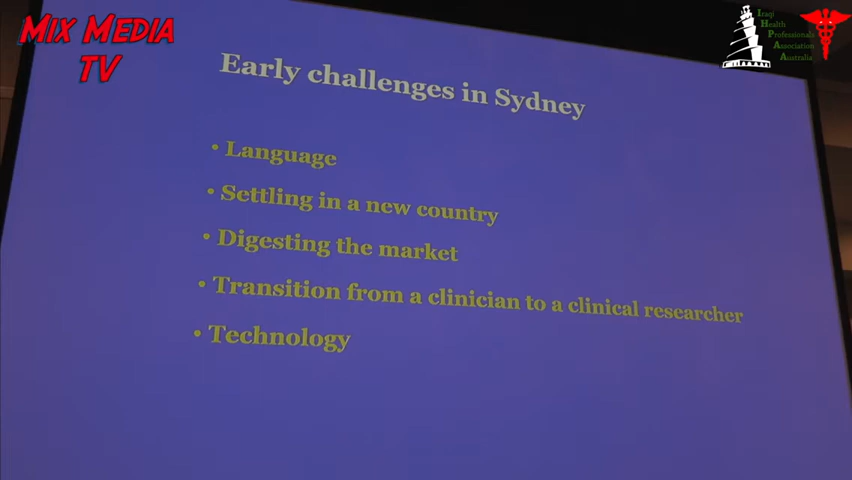 Mix Media
TV
Iraqi
Health
Professionals
Association
Australia
Early challenges in Sydney
• Language
• Settling in a new country
• Digesting the market
• Transition from a clinician to a clinical researcher
• Technology